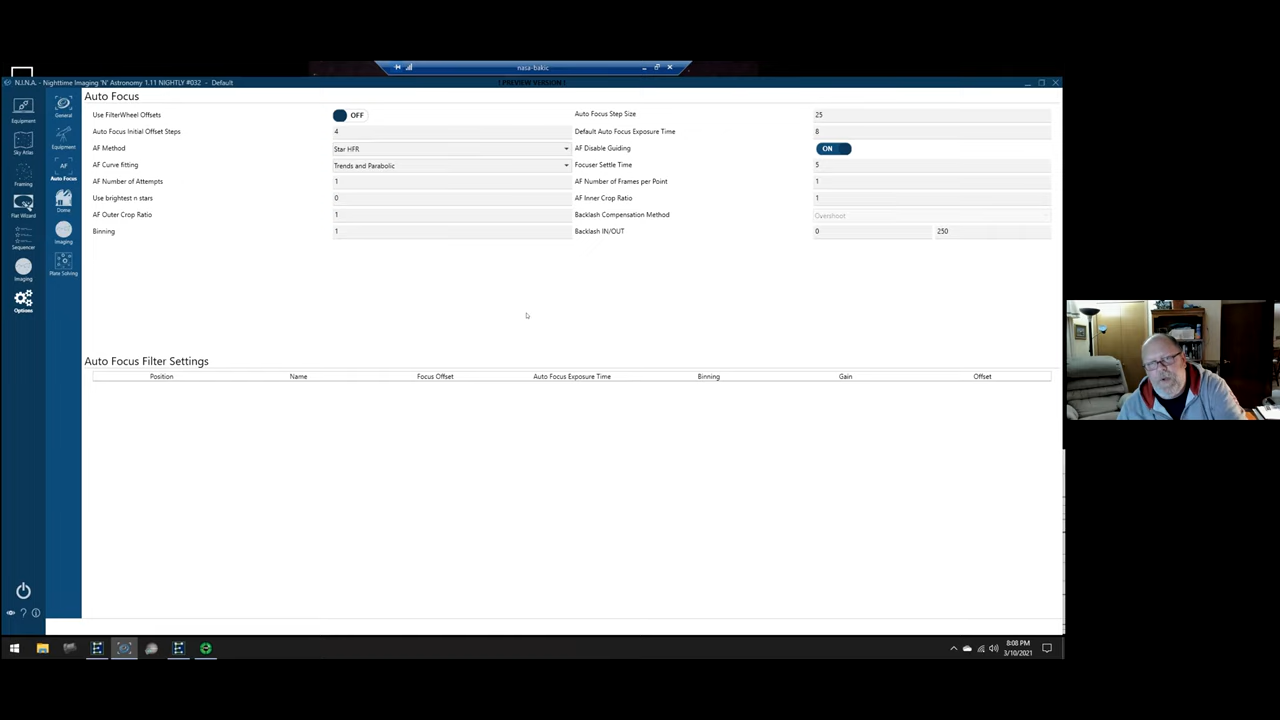 nasa-bakic
N.I.N.A. - Nighttime Imaging 'N' Astronomy 1.11 NIGHTLY #032 - Default
! PREVIEW VERSION !
Equipment
Sky Atlas
Framing
Flat Wizard
Sequencer
Imaging
Options
General
Equipment
AF
Auto Focus
Dome
Imaging
Plate Solving
Auto Focus
Use FilterWheel Offsets OFF Auto Focus Step Size 25
Auto Focus Initial Offset Steps 4 Default Auto Focus Exposure Time 8
AF Method Star HFR AF Disable Guiding ON
AF Curve fitting Trends and Parabolic Focuser Settle Time 5
AF Number of Attempts 1 AF Number of Frames per Point 1
Use brightest n stars 0 AF Inner Crop Ratio 1
AF Outer Crop Ratio 1 Backlash Compensation Method Overshoot
Binning 1 Backlash IN/OUT 0 250
Auto Focus Filter Settings
Position Name Focus Offset Auto Focus Exposure Time Binning Gain Offset
8:08 PM
3/10/2021